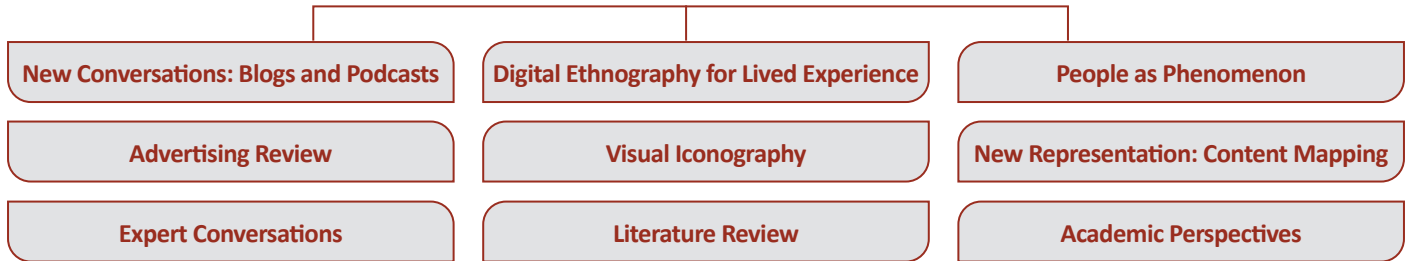 New Conversations: Blogs and Podcasts
Digital Ethnography for Lived Experience
People as Phenomenon
Advertising Review
Visual Iconography
New Representation: Content Mapping
Expert Conversations
Literature Review
Academic Perspectives